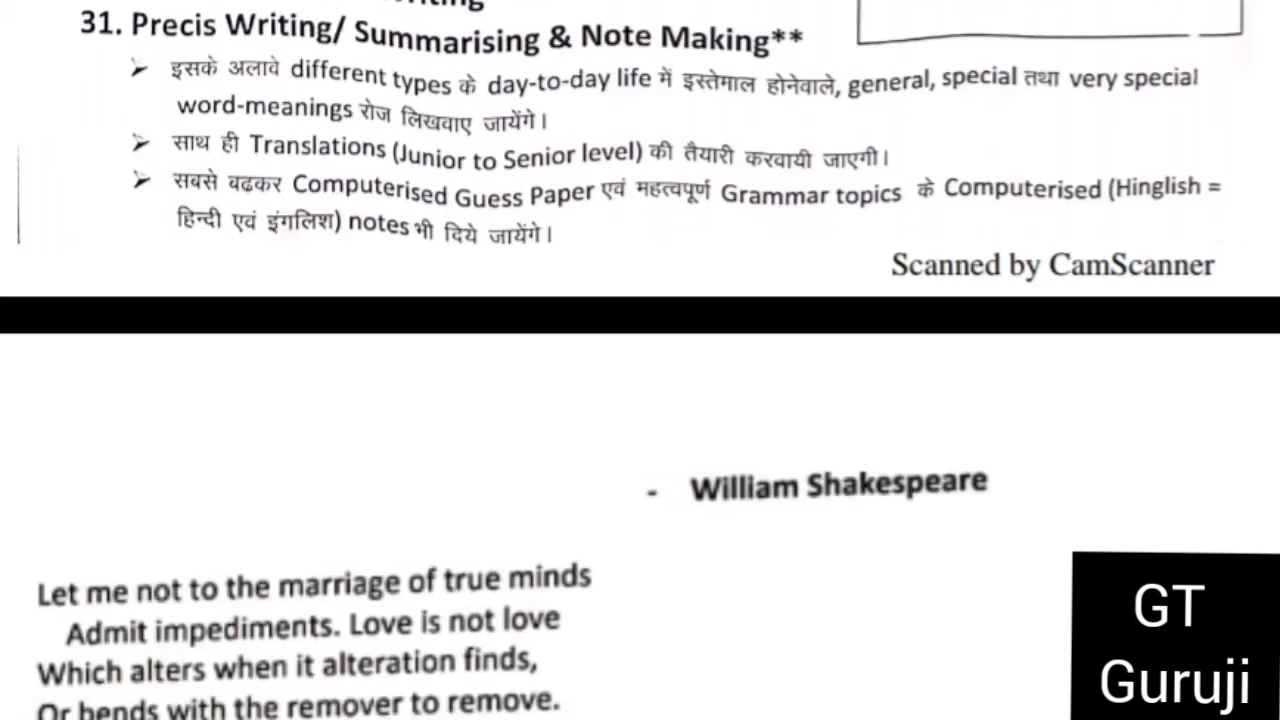 31. Precis Writing/ Summarising & Note Making**
➢ इसके अलावे different types के day-to-day life में इस्तेमाल होनेवाले, general, special तथा very special
word-meanings रोज लिखवाए जायेंगे।
➢ साथ ही Translations (Junior to Senior level) की तैयारी करवायी जाएगी।
➢ सबसे बढकर Computerised Guess Paper एवं महत्वपूर्ण Grammar topics के Computerised (Hinglish =
हिन्दी एवं इंगलिश) notes भी दिये जायेंगे।
Scanned by CamScanner
- William Shakespeare
Let me not to the marriage of true minds
Admit impediments. Love is not love
Which alters when it alteration finds,
Or bends with the remover to remove.
GT
Guruji